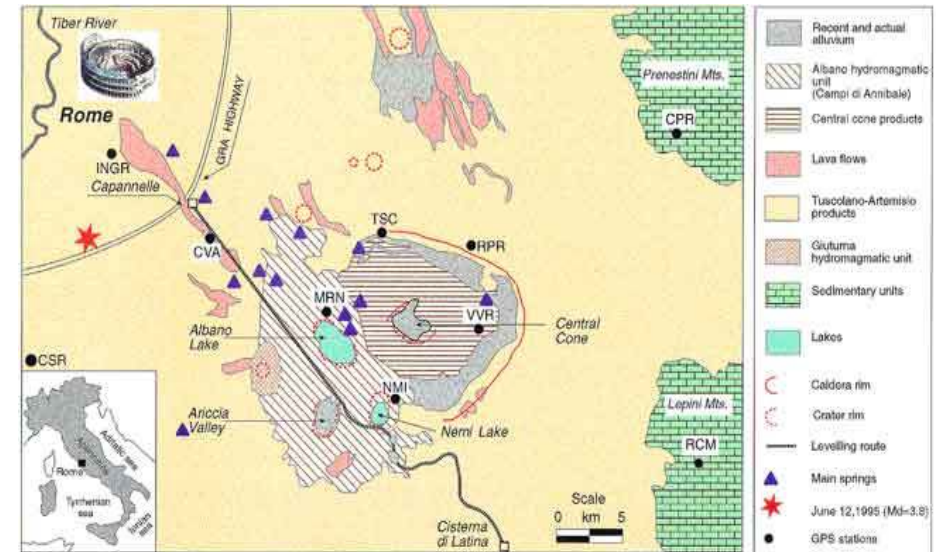 Tiber River
Rome
GRA HIGHWAY
INGR
Capannelle
CVA
CSR
TSC
RPR
MRN
VVR
Albano
Lake
Central
Cone
NMI
Ariccia
Valley
Nemi Lake
Prenestini Mts.
CPR
Lepini Mts.
RCM
Cisterna
di Latina
Scale
0 km 5
Adriatic sea
Apennines
Rome
Tyrrhenian
sea
Ionian
sea
Recent and actual
alluvium
Albano hydromagmatic
unit
(Campi di Annibale)
Central cone products
Lava flows
Tuscolano-Artemisio
products
Giuturna
hydromagmatic unit
Sedimentary units
Lakes
Caldera rim
Crater rim
Levelling route
Main springs
June 12,1995 (Md=3.8)
GPS stations